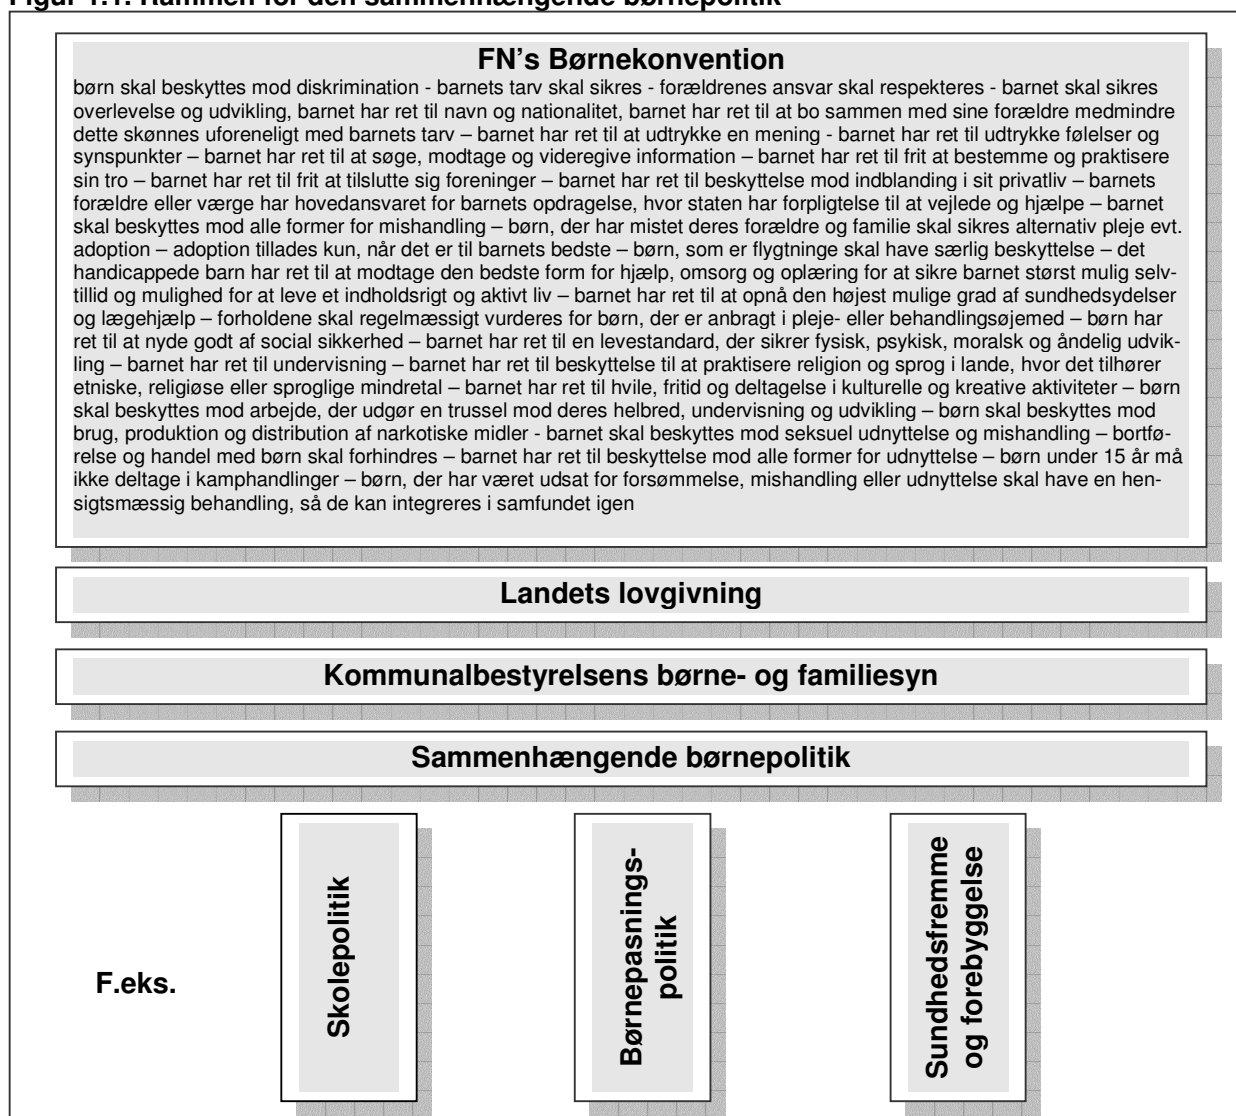 Figur 1.1: Rammen for den sammenhængende børnepolitik
FN's Børnekonvention
børn skal beskyttes mod diskrimination - barnets tarv skal sikres - forældrenes ansvar skal respekteres - barnet skal sikres
overlevelse og udvikling, barnet har ret til navn og nationalitet, barnet har ret til at bo sammen med sine forældre medmindre
dette skønnes uforeneligt med barnets tarv – barnet har ret til at udtrykke en mening - barnet har ret til udtrykke følelser og
synspunkter – barnet har ret til at søge, modtage og videregive information – barnet har ret til frit at bestemme og praktisere
sin tro – barnet har ret til frit at tilslutte sig foreninger – barnet har ret til beskyttelse mod indblanding i sit privatliv – barnets
forældre eller værge har hovedansvaret for barnets opdragelse, hvor staten har forpligtelse til at vejlede og hjælpe – barnet
skal beskyttes mod alle former for mishandling – børn, der har mistet deres forældre og familie skal sikres alternativ pleje evt.
adoption – adoption tillades kun, når det er til barnets bedste – børn, som er flygtninge skal have særlig beskyttelse – det
handicappede barn har ret til at modtage den bedste form for hjælp, omsorg og oplæring for at sikre barnet størst mulig selv-
tillid og mulighed for at leve et indholdsrigt og aktivt liv – barnet har ret til at opnå den højest mulige grad af sundhedsydelser
og lægehjælp – forholdene skal regelmæssigt vurderes for børn, der er anbragt i pleje- eller behandlingsøjemed – børn har
ret til at nyde godt af social sikkerhed – barnet har ret til en levestandard, der sikrer fysisk, psykisk, moralsk og åndelig udvik-
ling – barnet har ret til undervisning – barnet har ret til beskyttelse til at praktisere religion og sprog i lande, hvor det tilhører
etniske, religiøse eller sproglige mindretal – barnet har ret til hvile, fritid og deltagelse i kulturelle og kreative aktiviteter – børn
skal beskyttes mod arbejde, der udgør en trussel mod deres helbred, undervisning og udvikling – børn skal beskyttes mod
brug, produktion og distribution af narkotiske midler - barnet skal beskyttes mod seksuel udnyttelse og mishandling – bortfø-
relse og handel med børn skal forhindres – barnet har ret til beskyttelse mod alle former for udnyttelse – børn under 15 år må
ikke deltage i kamphandlinger – børn, der har været udsat for forsømmelse, mishandling eller udnyttelse skal have en hen-
sigtsmæssig behandling, så de kan integreres i samfundet igen
Landets lovgivning
Kommunalbestyrelsens børne- og familiesyn
Sammenhængende børnepolitik
F.eks.
Skolepolitik
Børnepasnings-
politik
Sundhedsfremme
og forebyggelse